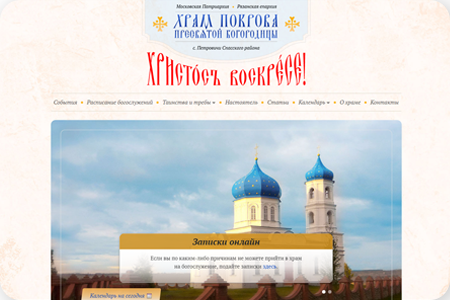 Московская Патриархия · Рязанская епархия
ХРАМ ПОКРОВА
ПРЕСВЯТОЙ БОГОРОДИЦЫ
с. Петровичи Спасского района
ХРИСТОСЪ ВОСКРЕСЕ!
События · Расписание богослужений · Таинства и требы · Настоятель · Статьи · Календарь · О храме · Контакты
Записки онлайн
Если вы по каким-либо причинам не можете прийти в храм
на богослужение, подайте записки здесь.
Календарь на сегодня